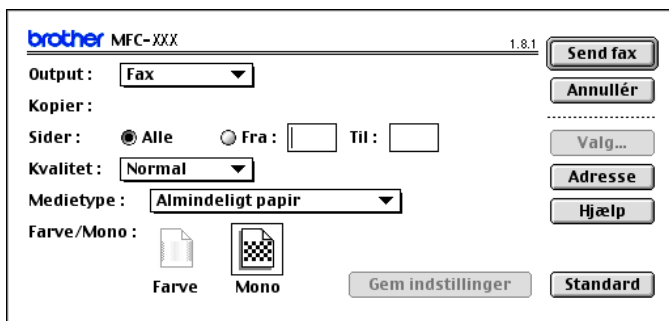 brother MFC-XXX 1.8.1
Send fax
Output : Fax
Annullér
Kopier :
Sider : Alle Fra : Til :
Valg...
Kvalitet : Normal
Adresse
Medietype : Almindeligt papir
Hjælp
Farve/Mono :
Farve Mono
Gem indstillinger
Standard